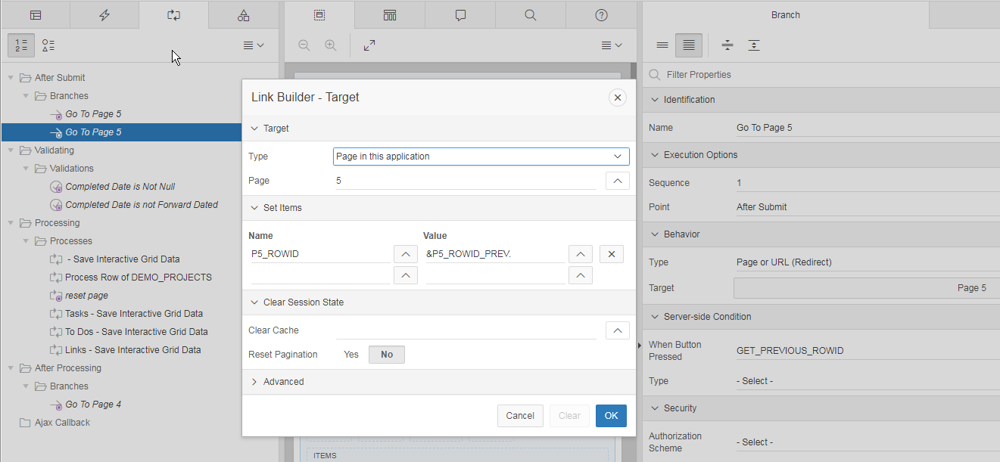 Branch
Filter Properties
After Submit
Branches
Go To Page 5
Go To Page 5
Validating
Validations
Completed Date is Not Null
Completed Date is not Forward Dated
Processing
Processes
- Save Interactive Grid Data
Process Row of DEMO_PROJECTS
reset page
Tasks - Save Interactive Grid Data
To Dos - Save Interactive Grid Data
Links - Save Interactive Grid Data
After Processing
Branches
Go To Page 4
Ajax Callback
Link Builder - Target
Target
Type Page in this application
Page 5
Set Items
Name Value
P5_ROWID &P5_ROWID_PREV.
Clear Session State
Clear Cache
Reset Pagination Yes No
Advanced
Cancel Clear OK
ITEMS
Identification
Name Go To Page 5
Execution Options
Sequence 1
Point After Submit
Behavior
Type Page or URL (Redirect)
Target Page 5
Server-side Condition
When Button Pressed GET_PREVIOUS_ROWID
Type - Select -
Security
Authorization Scheme - Select -